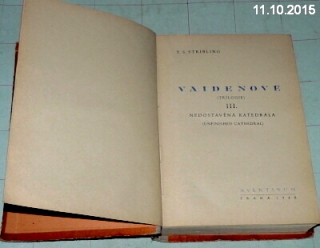 11.10.2015
T. S. STRIBLING
VAIDENOVÉ
(TRILOGIE)
III.
NEDOSTAVĚNÁ KATEDRÁLA
(UNFINISHED CATHEDRAL)
AVENTINUM
PRAHA